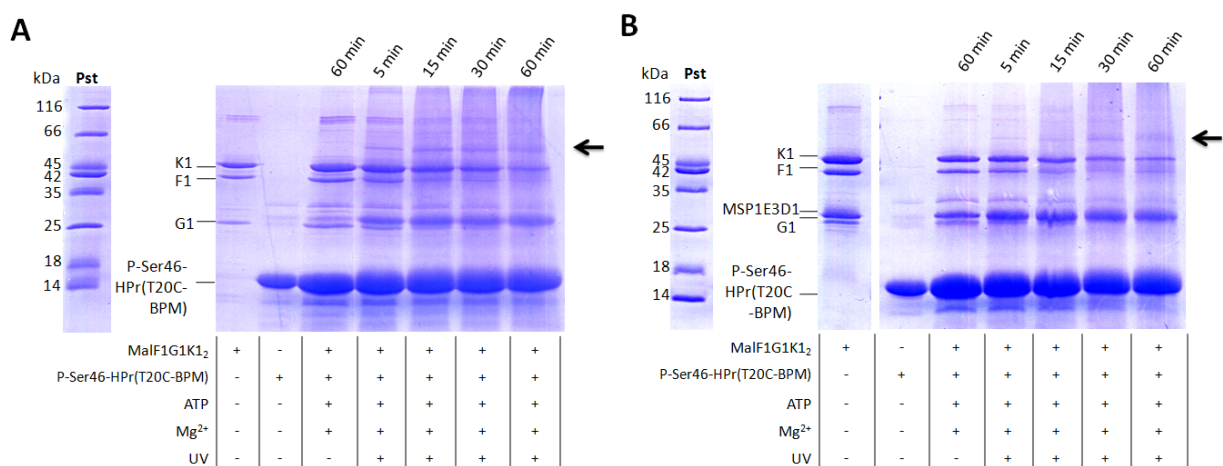 A
60 min
5 min
15 min
30 min
60 min
kDa Pst
116
66
45
42
35
25
18
14
K1
F1
G1
P-Ser46-
HPr(T20C-
BPM)
MalF1G1K1₂ + - + + + + +
P-Ser46-HPr(T20C-BPM) - + + + + + +
ATP - - + + + + +
Mg²⁺ - - + + + + +
UV - - - + + + +
B
60 min
5 min
15 min
30 min
60 min
kDa Pst
116
66
45
42
35
25
18
14
K1
F1
MSP1E3D1
G1
P-Ser46-
HPr(T20C
-BPM)
MalF1G1K1₂ + - + + + + +
P-Ser46-HPr(T20C-BPM) - + + + + + +
ATP - - + + + + +
Mg²⁺ - - + + + + +
UV - - - + + + +